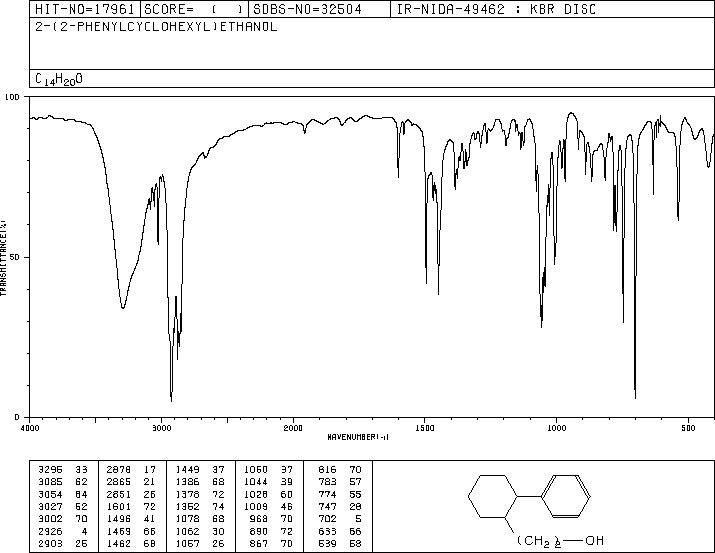 HIT-NO=17961 SCORE= ( ) SDBS-NO=32504 IR-NIDA-49462 : KBR DISC
2-(2-PHENYLCYCLOHEXYL)ETHANOL
C14H20O
100
50
0
TRANSMITTANCE(%)
4000 3000 2000 1500 1000 500
WAVENUMBER(-1)
3295 33 2878 17 1449 37 1060 37 816 70
3085 62 2865 21 1386 68 1044 39 783 57
3054 64 2851 26 1378 72 1028 60 774 55
3027 52 1601 72 1352 74 1009 46 747 28
3002 70 1496 41 1078 68 968 70 702 5
2926 4 1469 66 1062 30 890 72 633 66
2903 25 1462 68 1057 26 867 70 539 58
(CH2)2—OH